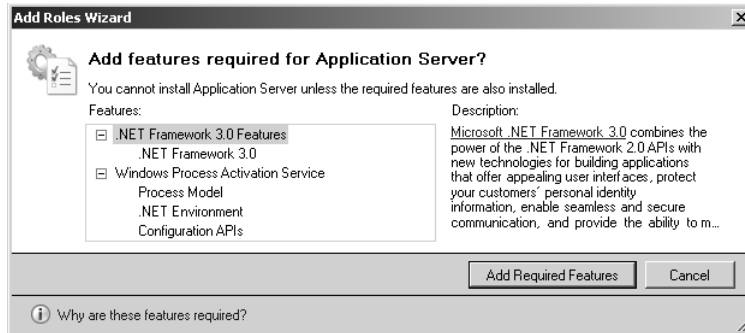 Add Roles Wizard
Add features required for Application Server?
You cannot install Application Server unless the required features are also installed.
Features:
.NET Framework 3.0 Features
.NET Framework 3.0
Windows Process Activation Service
Process Model
.NET Environment
Configuration APIs
Description:
Microsoft .NET Framework 3.0 combines the
power of the .NET Framework 2.0 APIs with
new technologies for building applications
that offer appealing user interfaces, protect
your customers' personal identity
information, enable seamless and secure
communication, and provide the ability to m...
Add Required Features
Cancel
Why are these features required?